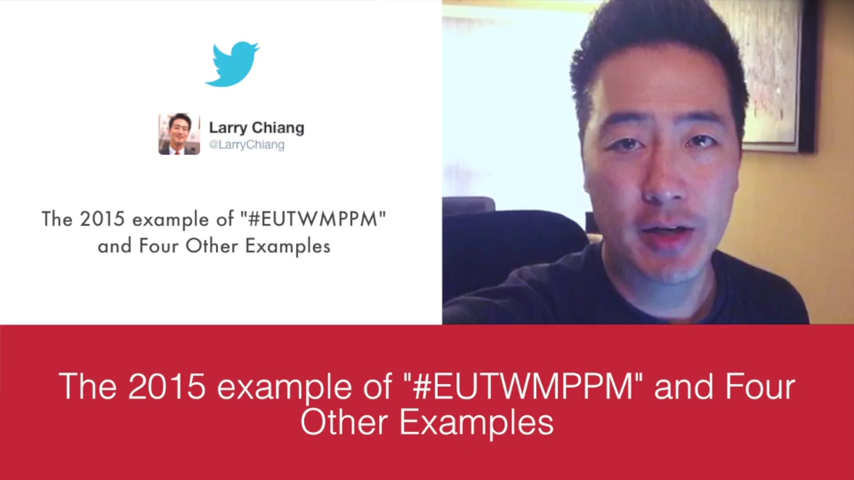 Larry Chiang
@LarryChiang
The 2015 example of "#EUTWMPPM"
and Four Other Examples
The 2015 example of "#EUTWMPPM" and Four
Other Examples